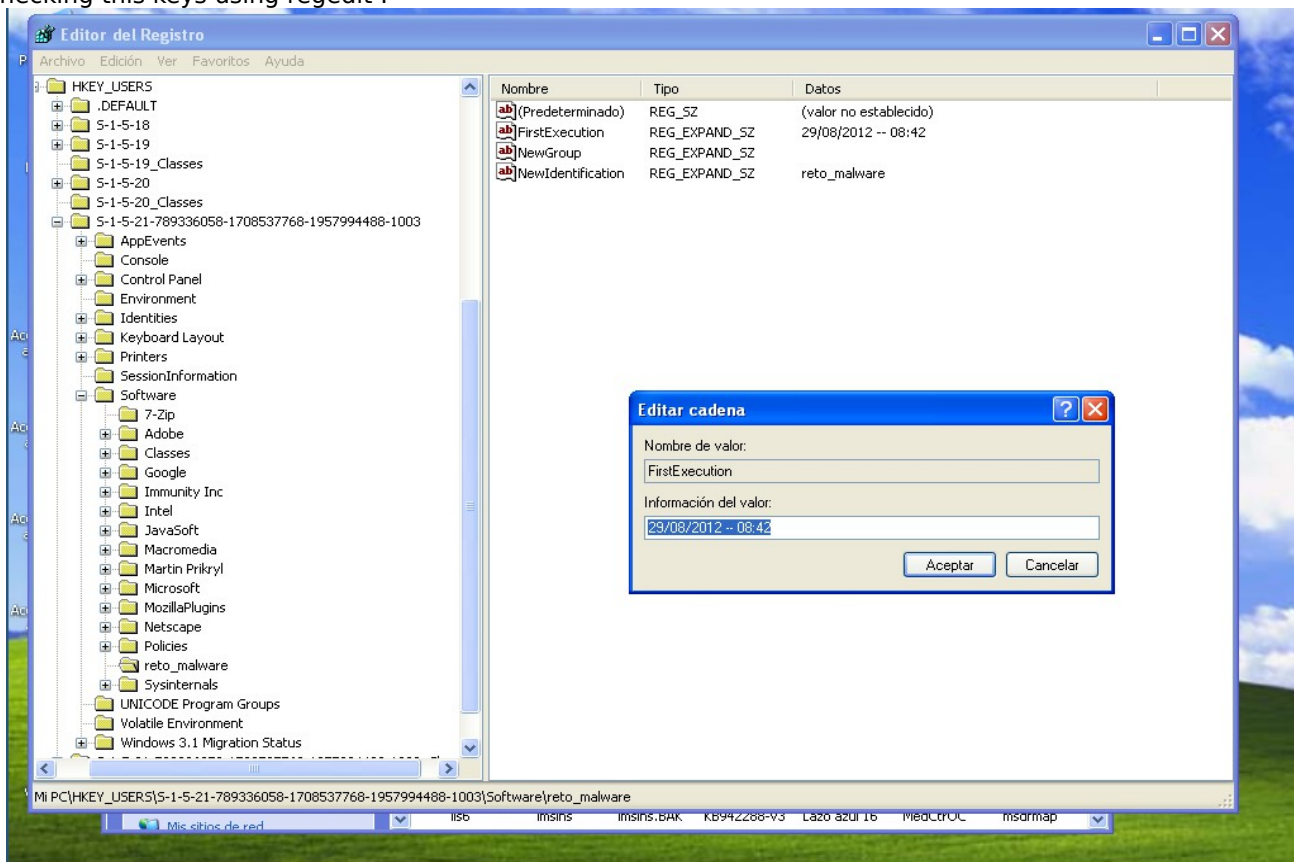 hecking this keys using regedit .
Editor del Registro
Archivo Edición Ver Favoritos Ayuda
HKEY_USERS
.DEFAULT
S-1-5-18
S-1-5-19
S-1-5-19_Classes
S-1-5-20
S-1-5-20_Classes
S-1-5-21-789336058-1708537768-1957994488-1003
AppEvents
Console
Control Panel
Environment
Identities
Keyboard Layout
Printers
SessionInformation
Software
7-Zip
Adobe
Classes
Google
Immunity Inc
Intel
JavaSoft
Macromedia
Martin Prikryl
Microsoft
MozillaPlugins
Netscape
Policies
reto_malware
Sysinternals
UNICODE Program Groups
Volatile Environment
Windows 3.1 Migration Status
Nombre Tipo Datos
(Predeterminado) REG_SZ (valor no establecido)
FirstExecution REG_EXPAND_SZ 29/08/2012 -- 08:42
NewGroup REG_EXPAND_SZ
NewIdentification REG_EXPAND_SZ reto_malware
Editar cadena
Nombre de valor:
FirstExecution
Información del valor:
29/08/2012 -- 08:42
Aceptar Cancelar
Mi PC\HKEY_USERS\S-1-5-21-789336058-1708537768-1957994488-1003\Software\reto_malware
Mis sitios de red iis6 imsins imsins.BAK KB942288-v3 Lazo azul 16 MedCtrOC msdrmap